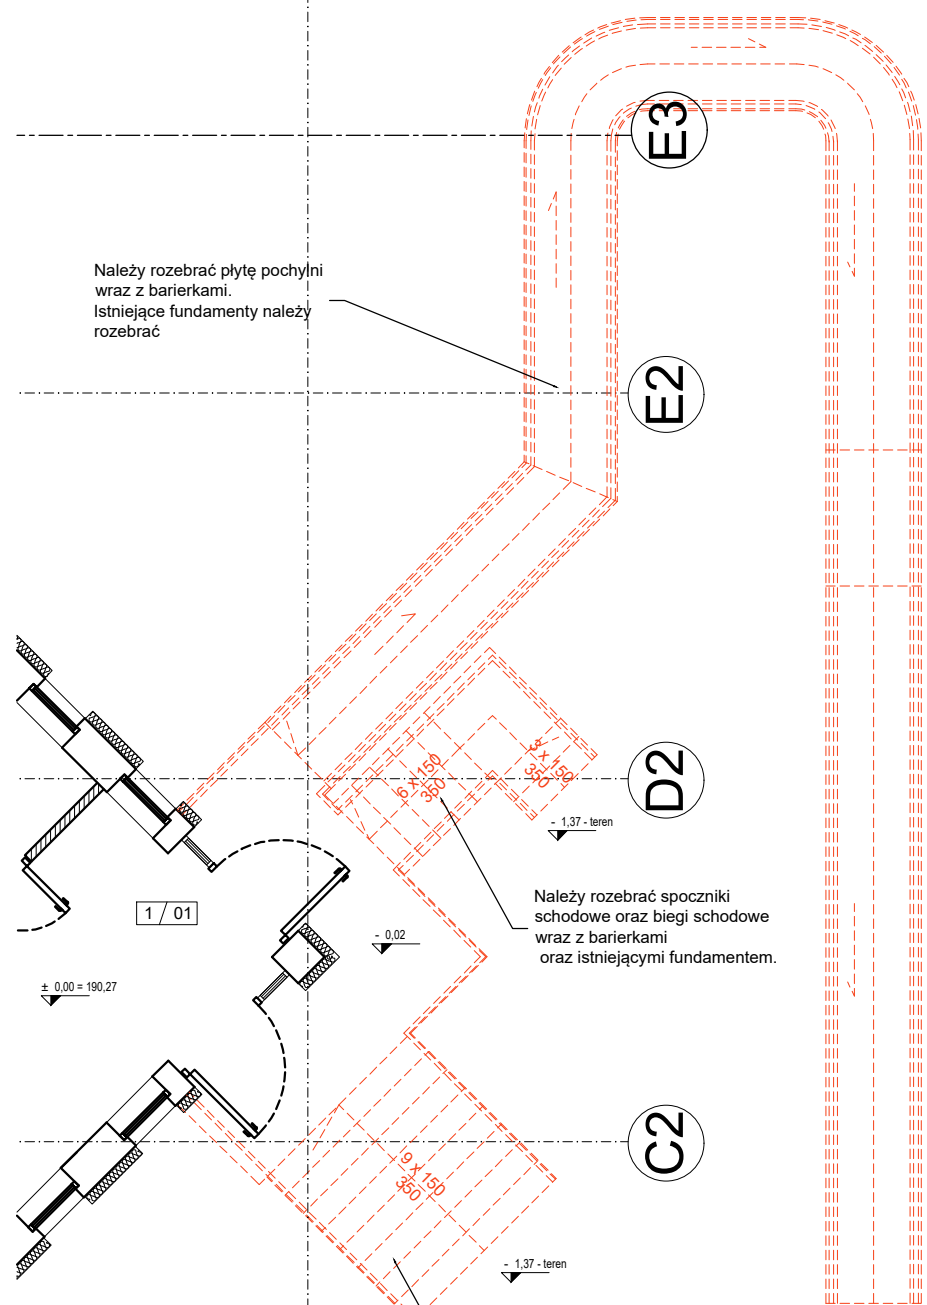 E3
Należy rozebrać płytę pochylni
wraz z barierkami.
Istniejące fundamenty należy
rozebrać
E2
6 x 150
350
3 x 150
350
D2
- 1,37 - teren
Należy rozebrać spoczniki
schodowe oraz biegi schodowe
wraz z barierkami
oraz istniejącymi fundamentem.
1 / 01
- 0,02
± 0,00 = 190,27
C2
9 x 150
350
- 1,37 - teren